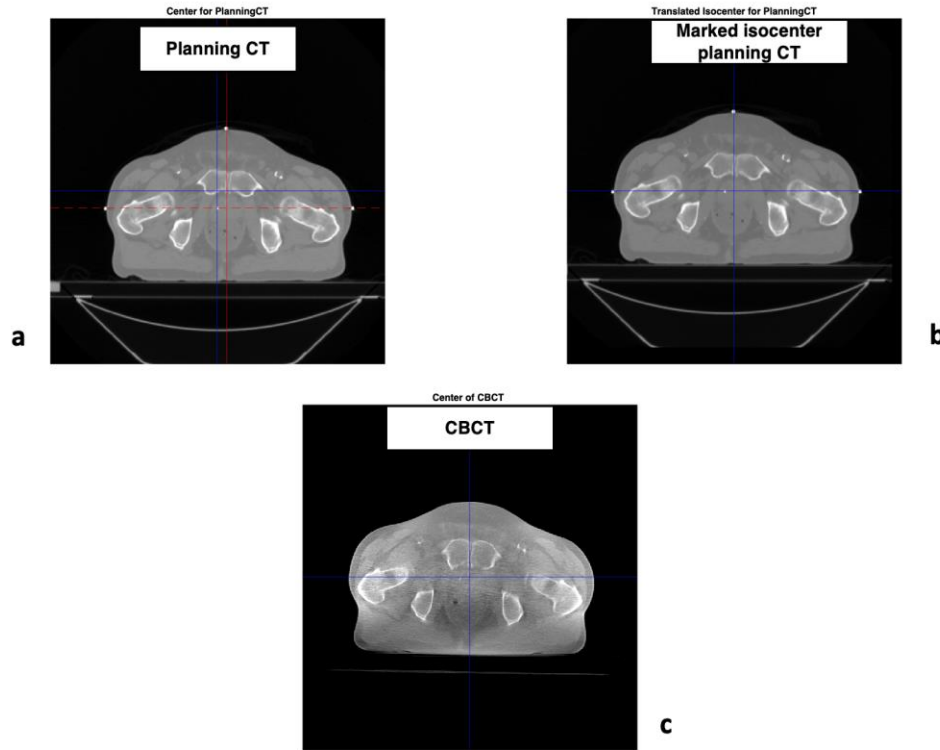 Center for PlanningCT
Planning CT
Translated Isocenter for PlanningCT
Marked isocenter
planning CT
a
b
Center of CBCT
CBCT
c